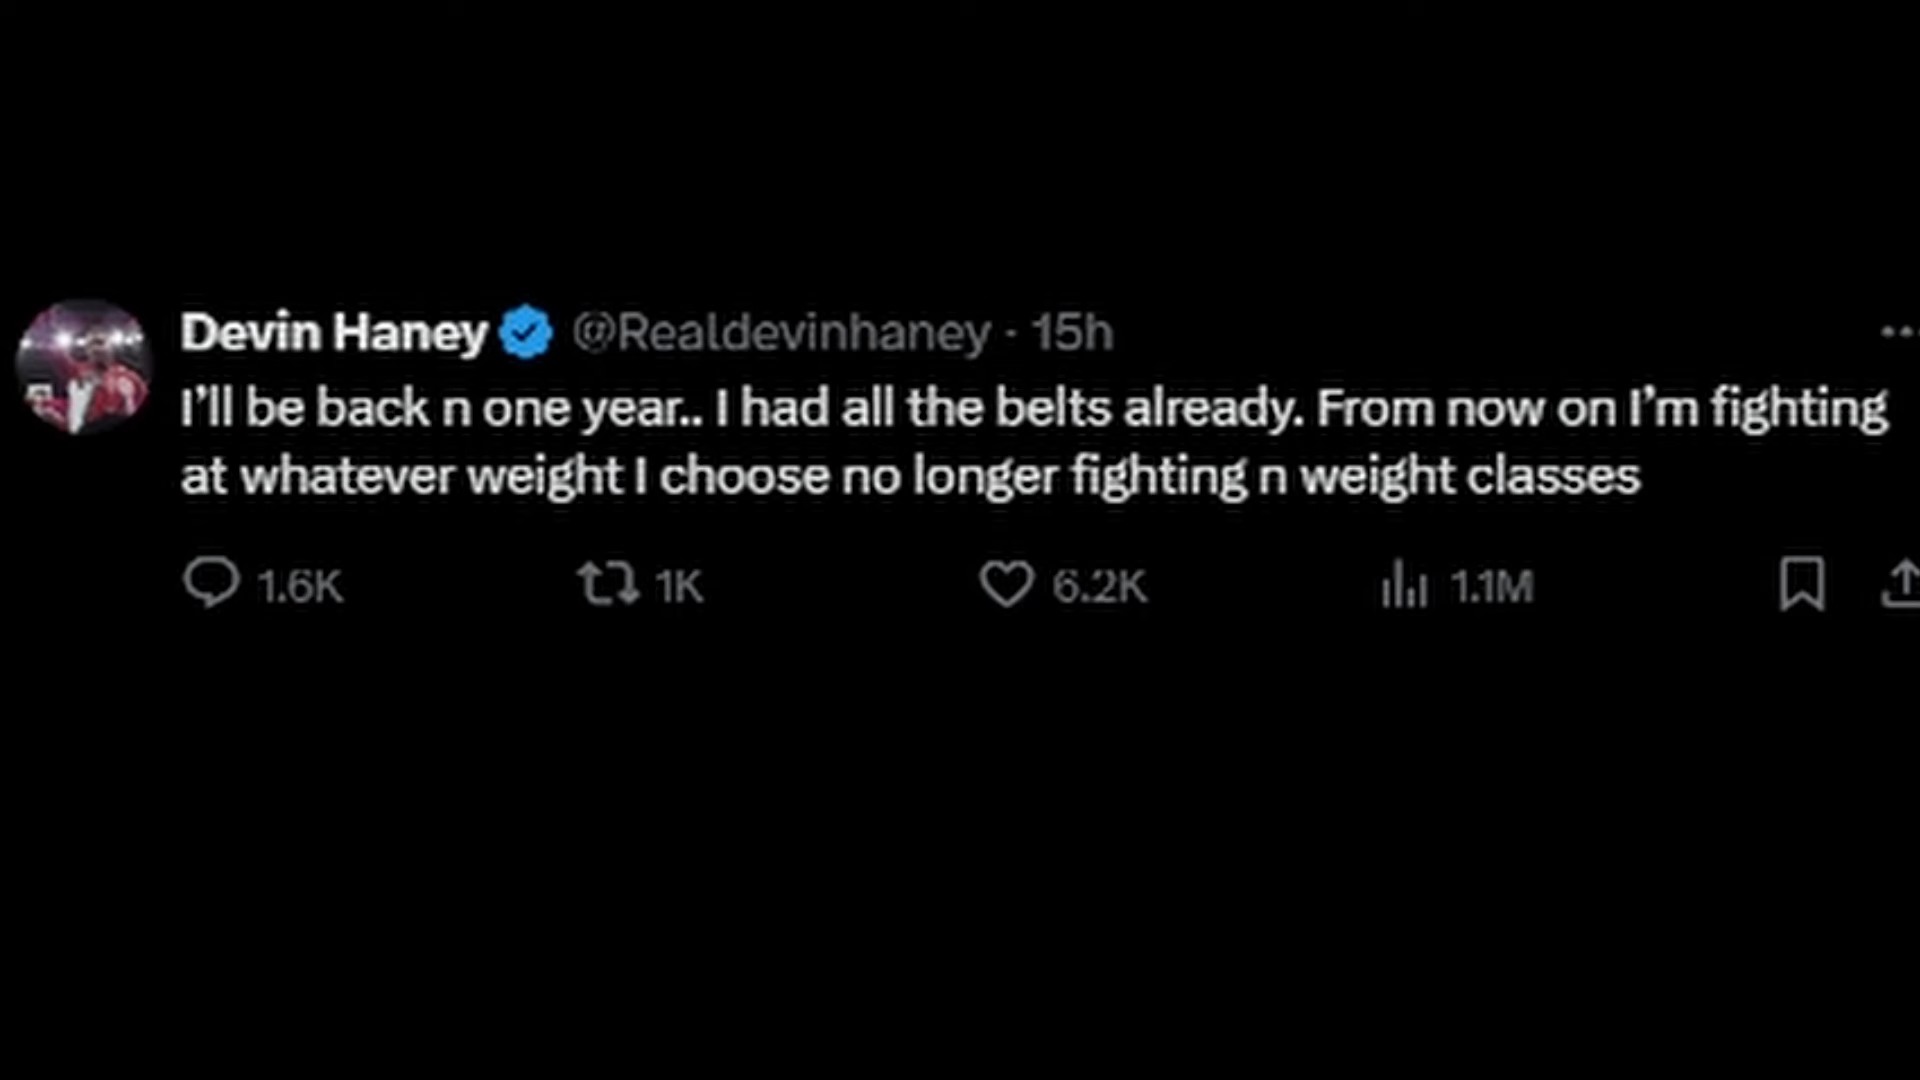 Devin Haney @Realdevinhaney · 15h
I'll be back n one year.. I had all the belts already. From now on I'm fighting
at whatever weight I choose no longer fighting n weight classes
1.6K 1K 6.2K 1.1M